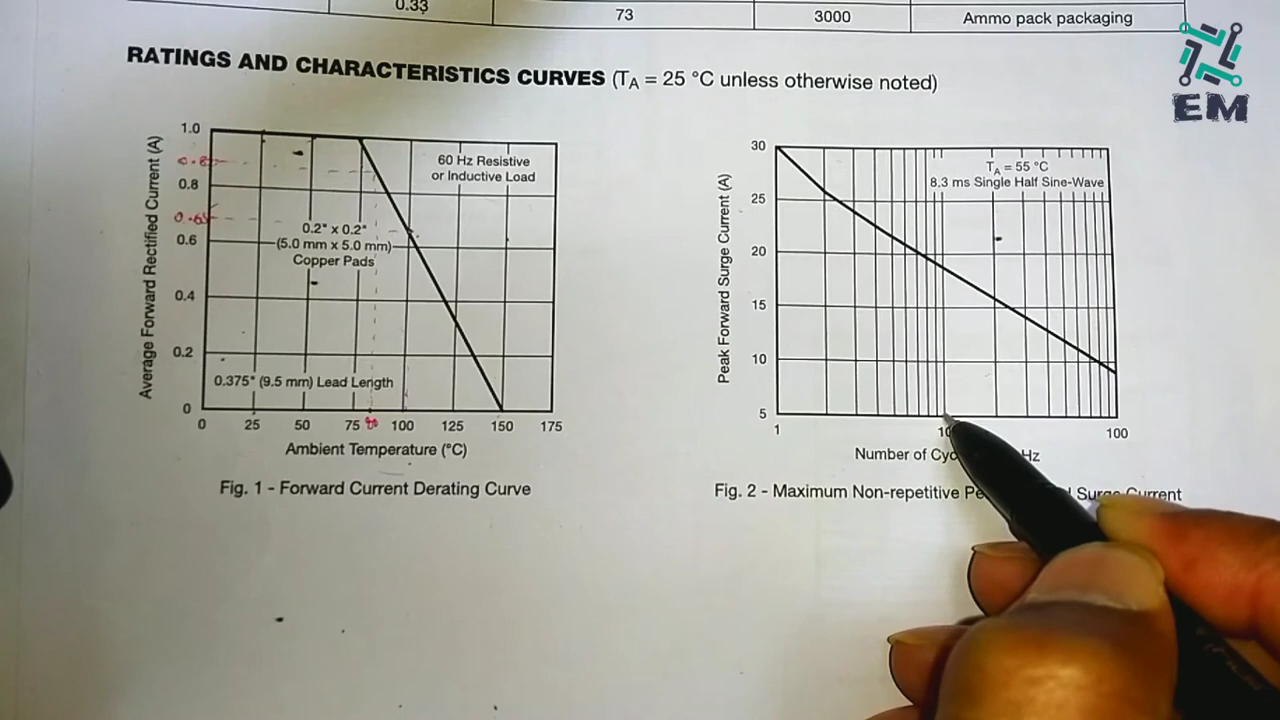 0.33
73
3000
Ammo pack packaging
EM
RATINGS AND CHARACTERISTICS CURVES (TA = 25 °C unless otherwise noted)
Average Forward Rectified Current (A)
1.0
0.8
0.6
0.4
0.2
0
60 Hz Resistive
or Inductive Load
0.2" x 0.2"
(5.0 mm x 5.0 mm)
Copper Pads
0.375" (9.5 mm) Lead Length
0 25 50 75 100 125 150 175
Ambient Temperature (°C)
Fig. 1 - Forward Current Derating Curve
Peak Forward Surge Current (A)
30
25
20
15
10
5
TA = 55 °C
8.3 ms Single Half Sine-Wave
1 10 100
Number of Cyc Hz
Fig. 2 - Maximum Non-repetitive Pe Surge Current